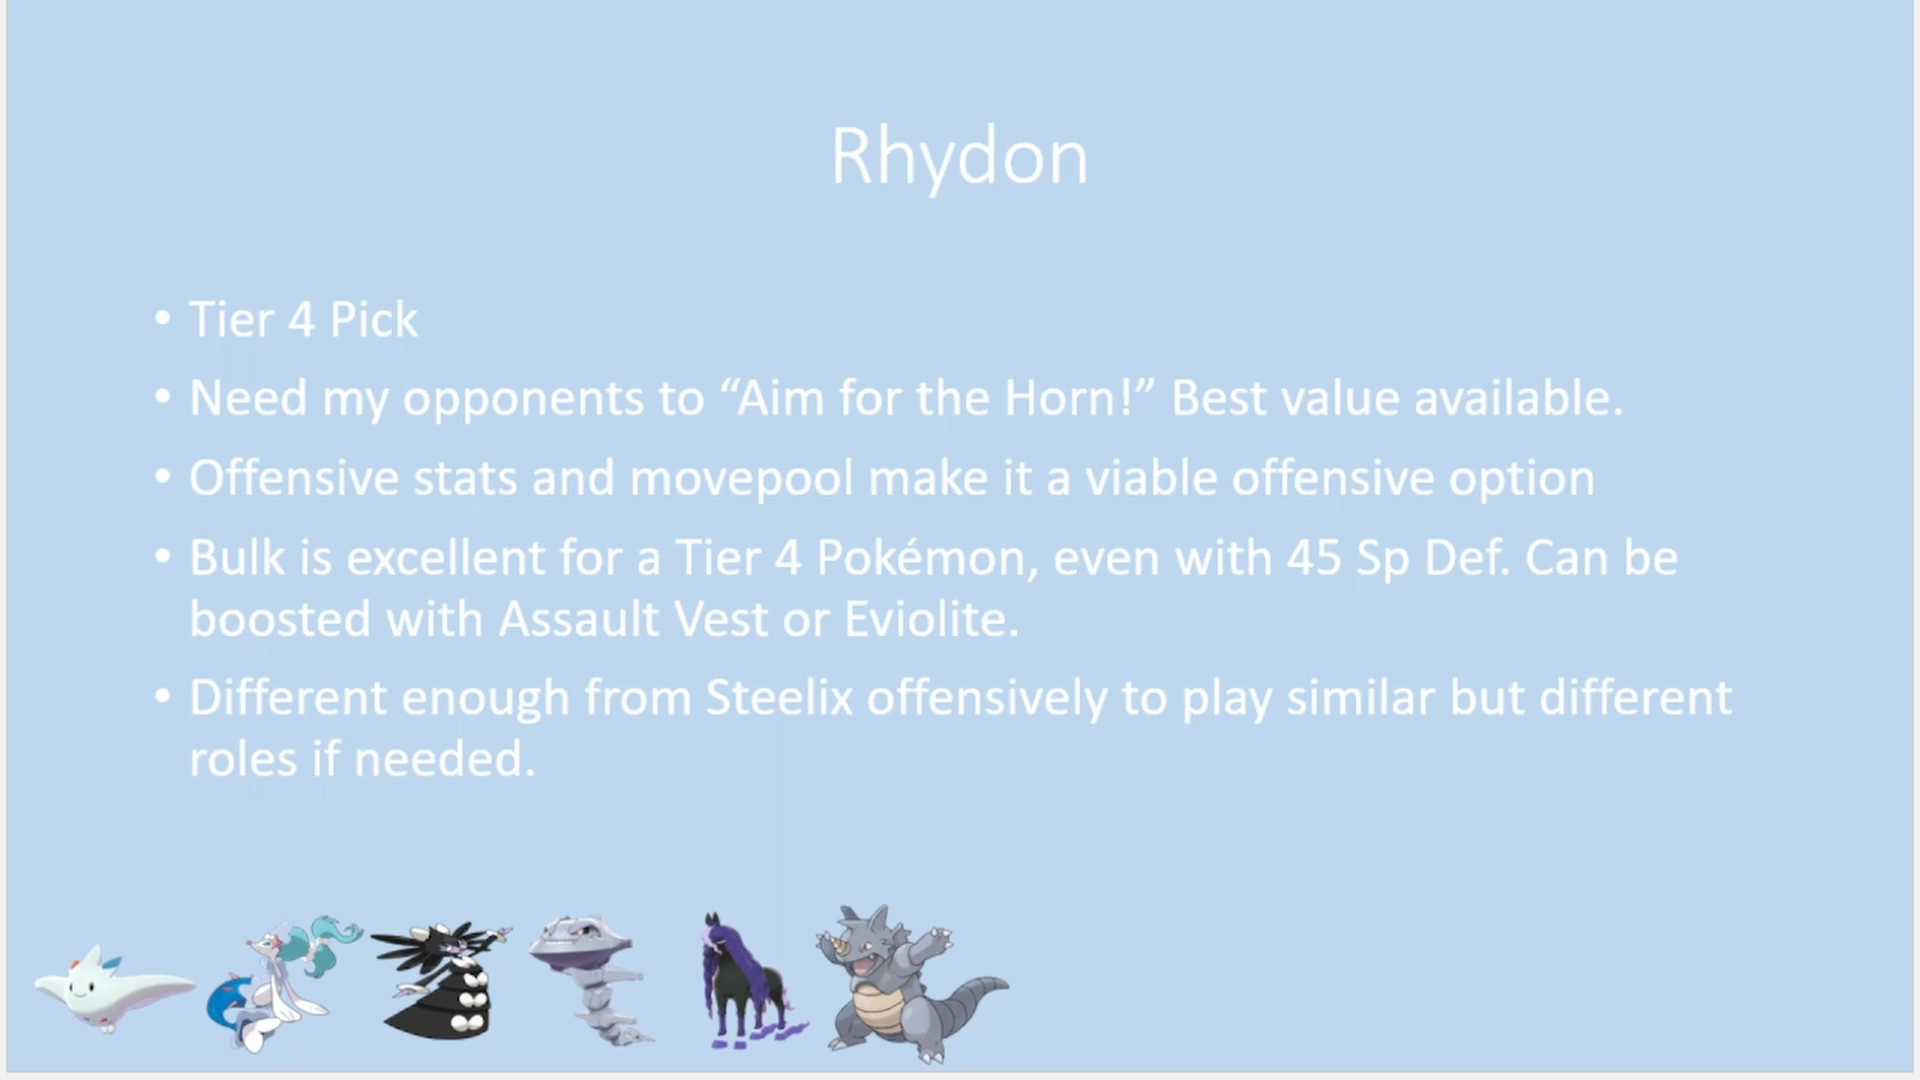 Rhydon
• Tier 4 Pick
• Need my opponents to “Aim for the Horn!” Best value available.
• Offensive stats and movepool make it a viable offensive option
• Bulk is excellent for a Tier 4 Pokémon, even with 45 Sp Def. Can be
boosted with Assault Vest or Eviolite.
• Different enough from Steelix offensively to play similar but different
roles if needed.